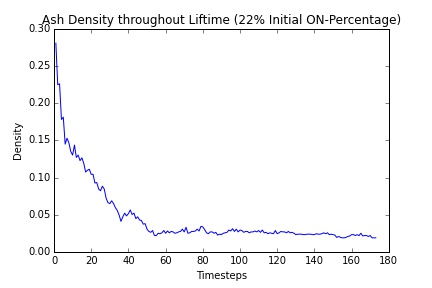 Ash Density throughout Liftime (22% Initial ON-Percentage)
0.30
0.25
0.20
0.15
0.10
0.05
0.00
Density
0 20 40 60 80 100 120 140 160 180
Timesteps